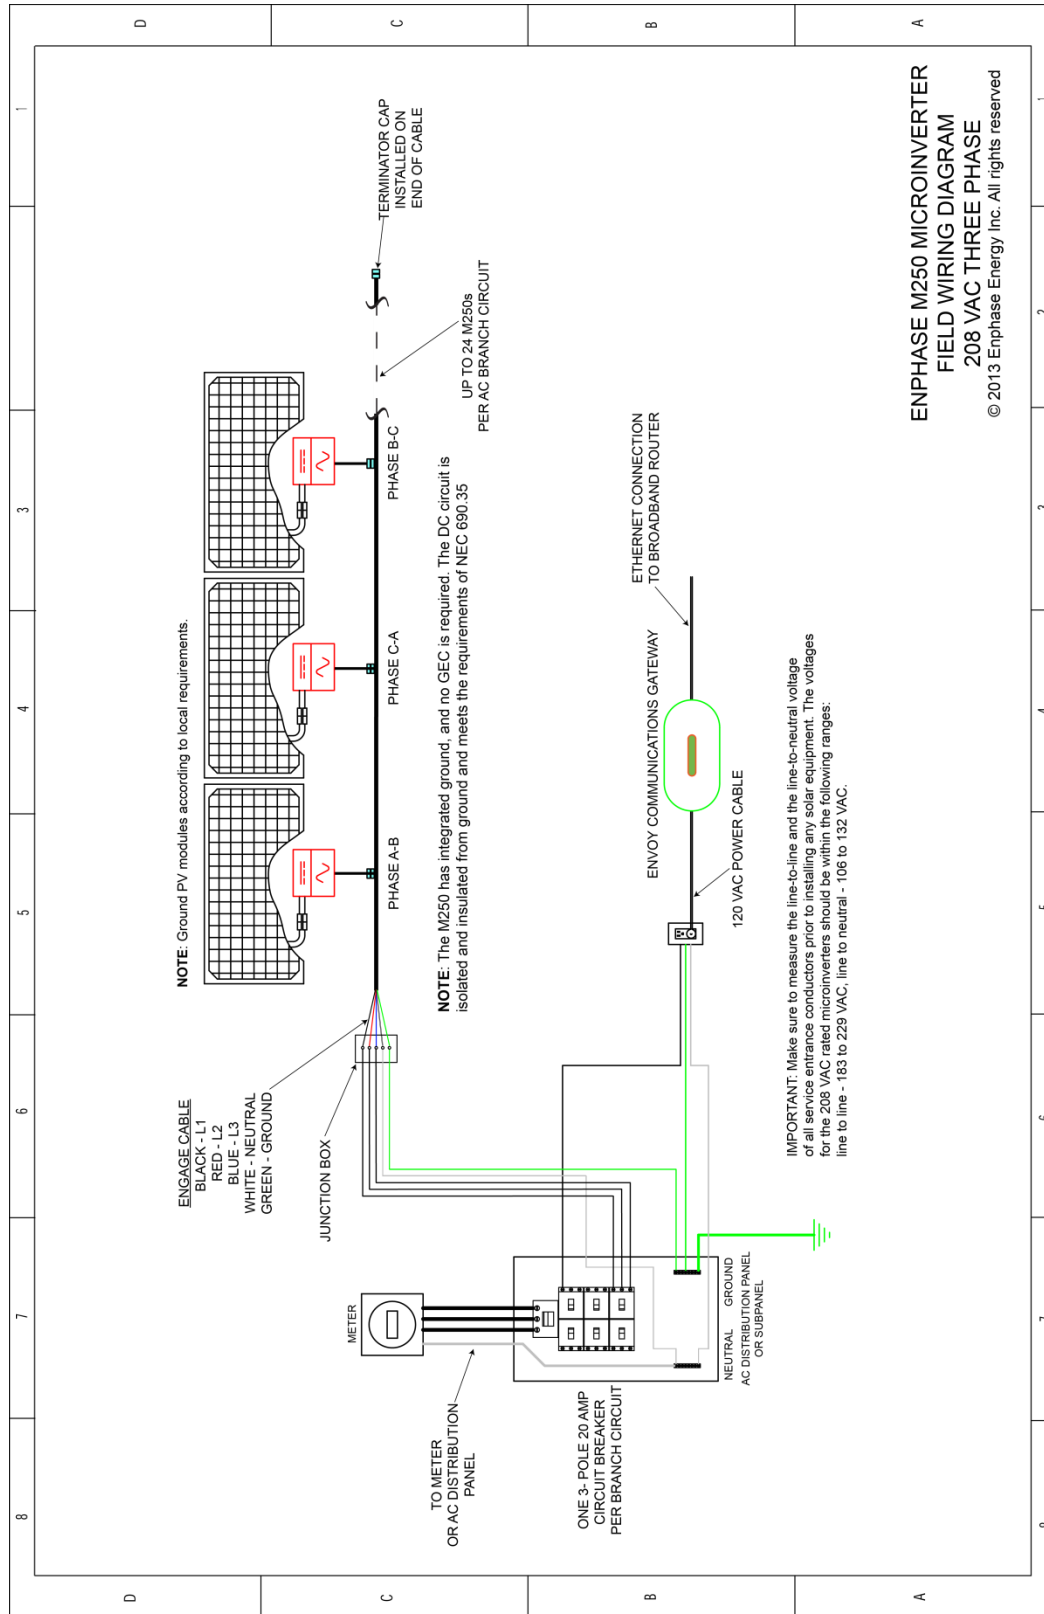 D
C
B
A
8
7
6
5
4
3
2
1
NOTE: Ground PV modules according to local requirements.
ENGAGE CABLE
BLACK - L1
RED - L2
BLUE - L3
WHITE - NEUTRAL
GREEN - GROUND
JUNCTION BOX
PHASE A-B
PHASE C-A
PHASE B-C
TERMINATOR CAP
INSTALLED ON
END OF CABLE
UP TO 24 M250s
PER AC BRANCH CIRCUIT
NOTE: The M250 has integrated ground, and no GEC is required. The DC circuit is
isolated and insulated from ground and meets the requirements of NEC 690.35
METER
TO METER
OR AC DISTRIBUTION
PANEL
ONE 3- POLE 20 AMP
CIRCUIT BREAKER
PER BRANCH CIRCUIT
NEUTRAL
GROUND
AC DISTRIBUTION PANEL
OR SUBPANEL
ENVOY COMMUNICATIONS GATEWAY
ETHERNET CONNECTION
TO BROADBAND ROUTER
120 VAC POWER CABLE
IMPORTANT: Make sure to measure the line-to-line and the line-to-neutral voltage
of all service entrance conductors prior to installing any solar equipment. The voltages
for the 208 VAC rated microinverters should be within the following ranges:
line to line - 183 to 229 VAC, line to neutral - 106 to 132 VAC.
ENPHASE M250 MICROINVERTER
FIELD WIRING DIAGRAM
208 VAC THREE PHASE
© 2013 Enphase Energy Inc. All rights reserved
D
C
B
A